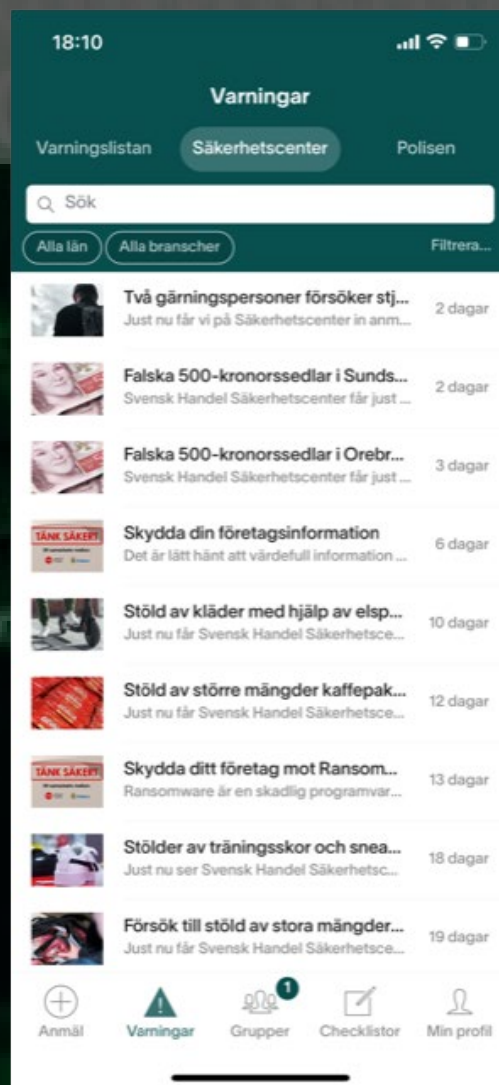 18:10
Varningar
Varningslistan Säkerhetscenter Polisen
Sök
Alla län Alla branscher Filtrera...
Två gärningspersoner försöker stj... 2 dagar
Just nu får vi på Säkerhetscenter in anm...
Falska 500-kronorssedlar i Sunds... 2 dagar
Svensk Handel Säkerhetscenter får just ...
Falska 500-kronorssedlar i Örebr... 3 dagar
Svensk Handel Säkerhetscenter får just ...
TÄNK SÄKERT
Skydda din företagsinformation 6 dagar
Det är lätt hänt att värdefull information ...
Stöld av kläder med hjälp av elsp... 10 dagar
Just nu får Svensk Handel Säkerhetsce...
Stöld av större mängder kaffepak... 12 dagar
Just nu får Svensk Handel Säkerhetsce...
TÄNK SÄKERT
Skydda ditt företag mot Ransom... 13 dagar
Ransomware är en skadlig programvar...
Stölder av träningsskor och snea... 18 dagar
Just nu ser Svensk Handel Säkerhetsc...
Försök till stöld av stora mängder... 19 dagar
Just nu får Svensk Handel Säkerhetsce...
1
Anmäl Varningar Grupper Checklistor Min profil